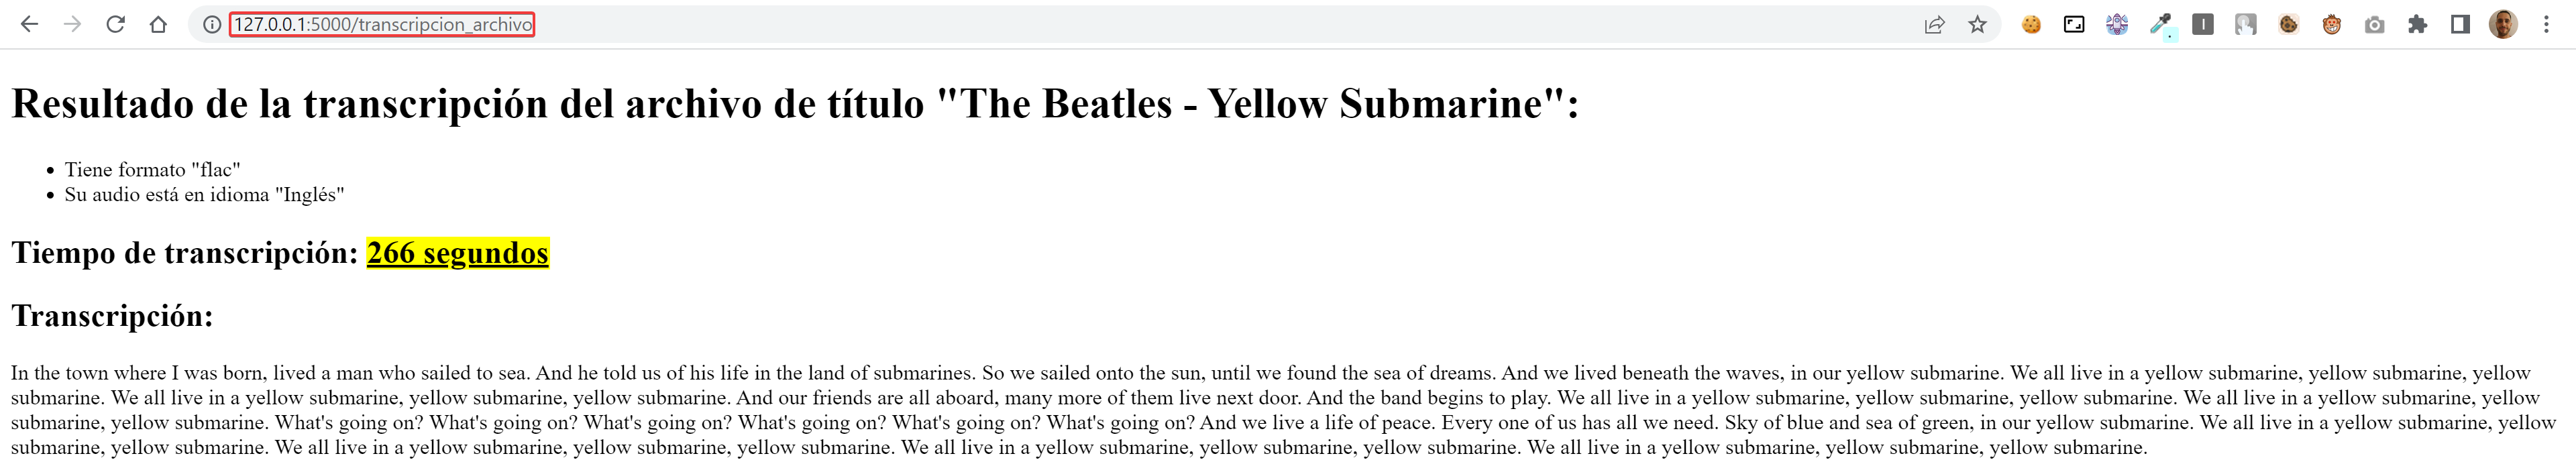 127.0.0.1:5000/transcripcion_archivo
Resultado de la transcripción del archivo de título "The Beatles - Yellow Submarine":
Tiene formato "flac"
Su audio está en idioma "Inglés"
Tiempo de transcripción: 266 segundos
Transcripción:
In the town where I was born, lived a man who sailed to sea. And he told us of his life in the land of submarines. So we sailed onto the sun, until we found the sea of dreams. And we lived beneath the waves, in our yellow submarine. We all live in a yellow submarine, yellow submarine, yellow
submarine. We all live in a yellow submarine, yellow submarine, yellow submarine. And our friends are all aboard, many more of them live next door. And the band begins to play. We all live in a yellow submarine, yellow submarine, yellow submarine. We all live in a yellow submarine, yellow
submarine, yellow submarine. What's going on? What's going on? What's going on? What's going on? What's going on? What's going on? And we live a life of peace. Every one of us has all we need. Sky of blue and sea of green, in our yellow submarine. We all live in a yellow submarine, yellow
submarine, yellow submarine. We all live in a yellow submarine, yellow submarine, yellow submarine. We all live in a yellow submarine, yellow submarine, yellow submarine. We all live in a yellow submarine, yellow submarine, yellow submarine.